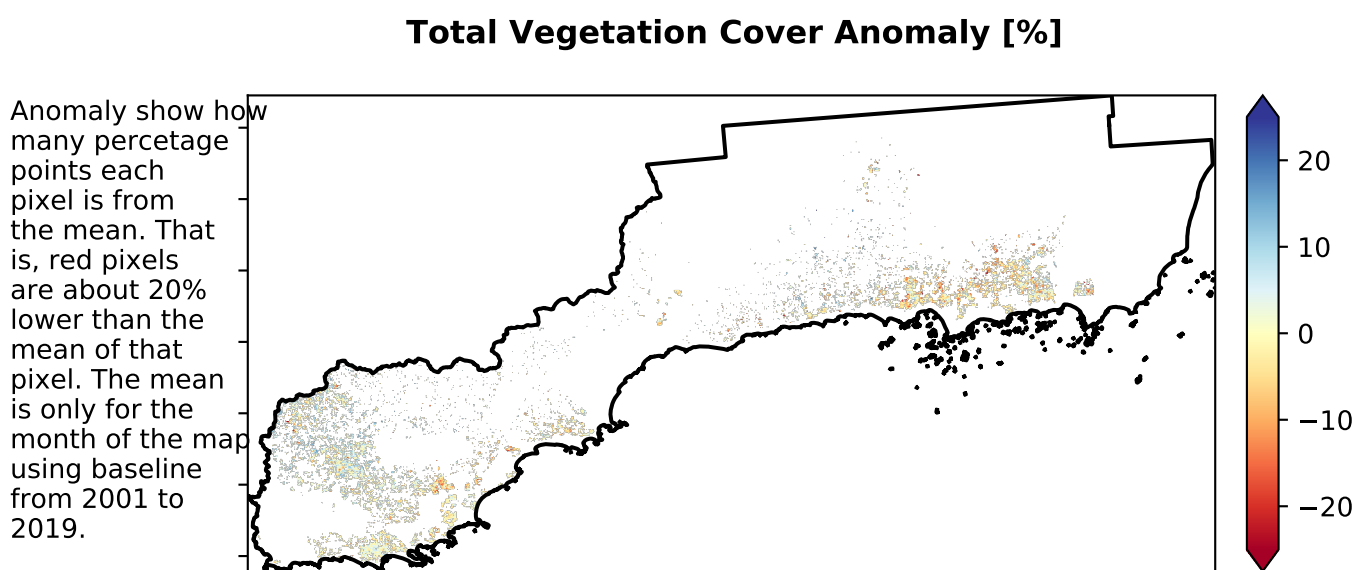 Total Vegetation Cover Anomaly [%]
Anomaly show how
many percetage
points each
pixel is from
the mean. That
is, red pixels
are about 20%
lower than the
mean of that
pixel. The mean
is only for the
month of the map
using baseline
from 2001 to
2019.
20
10
0
−10
−20